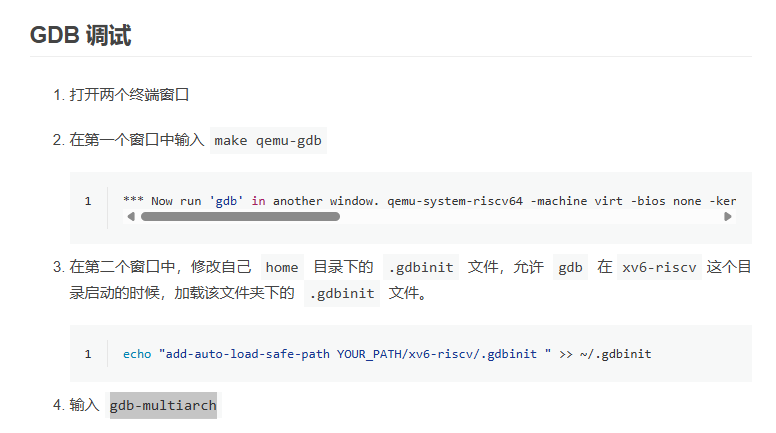 GDB 调试
1. 打开两个终端窗口
2. 在第一个窗口中输入 make qemu-gdb
1 *** Now run 'gdb' in another window. qemu-system-riscv64 -machine virt -bios none -ker
3. 在第二个窗口中，修改自己 home 目录下的 .gdbinit 文件，允许 gdb 在 xv6-riscv 这个目
录启动的时候，加载该文件夹下的 .gdbinit 文件。
1 echo "add-auto-load-safe-path YOUR_PATH/xv6-riscv/.gdbinit " >> ~/.gdbinit
4. 输入 gdb-multiarch